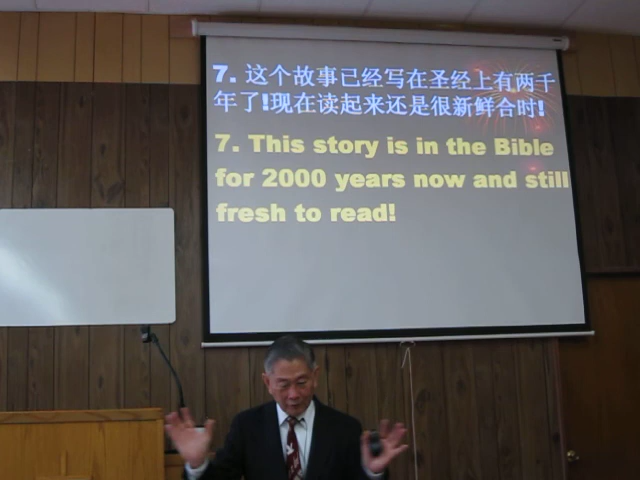 7. 这个故事已经写在圣经上有两千
年了!现在读起来还是很新鲜合时!
7. This story is in the Bible
for 2000 years now and still
fresh to read!